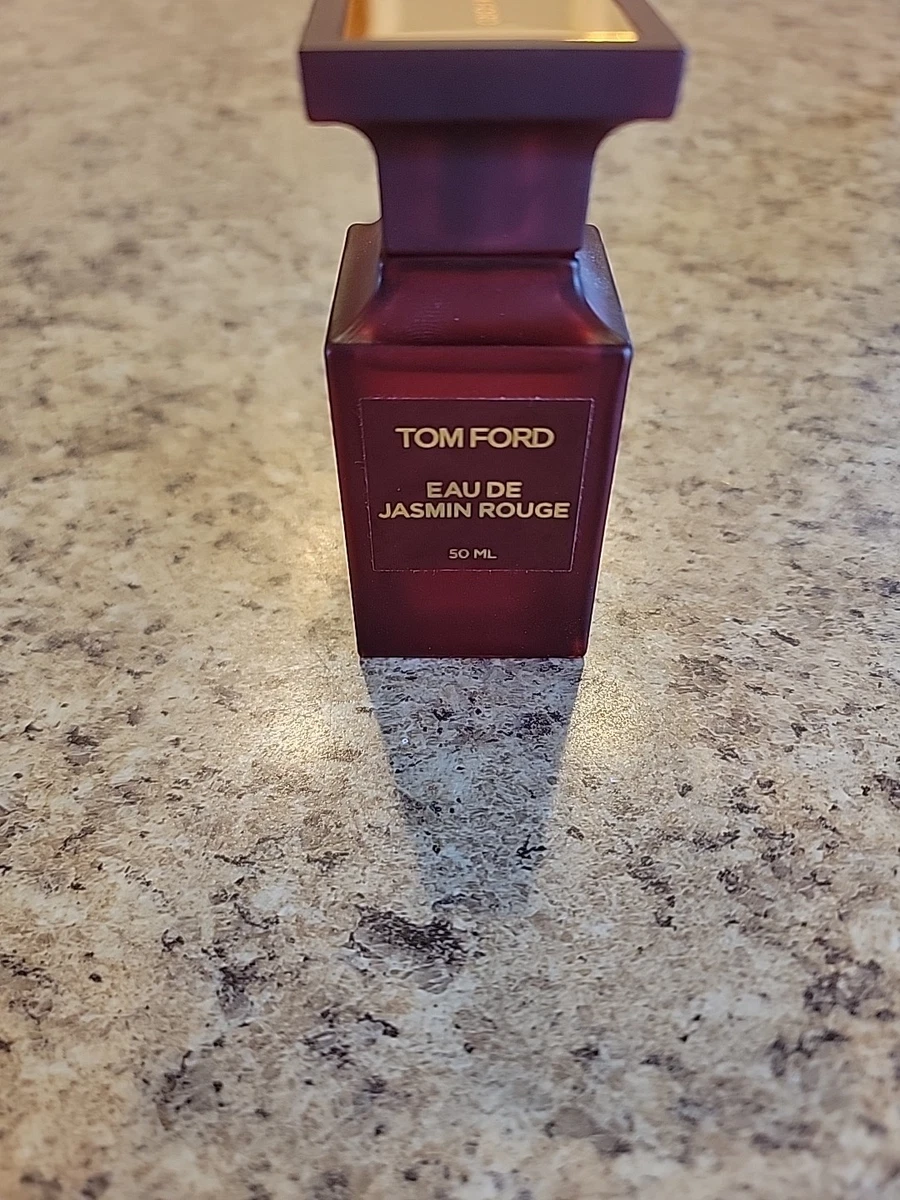 TOM FORD
EAU DE
JASMIN ROUGE
50 ML